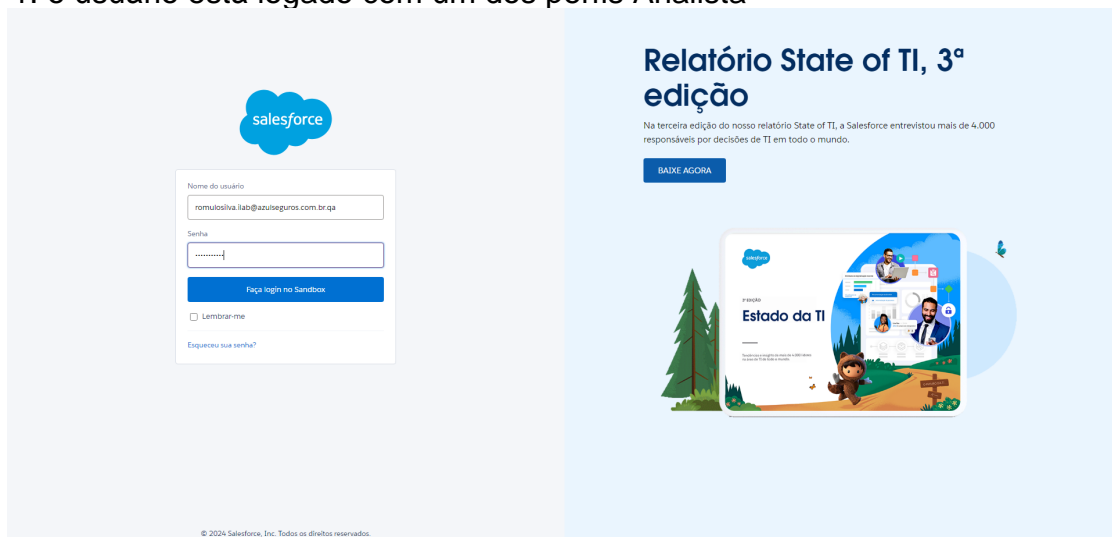 1. o usuário está logado com um dos perfis Analista
salesforce
Nome do usuário
romulosilva.ilab@azulseguros.com.br.qa
Senha
Faça login no Sandbox
Lembrar-me
Esqueceu sua senha?
© 2024 Salesforce, Inc. Todos os direitos reservados.
Relatório State of TI, 3ª
edição
Na terceira edição do nosso relatório State of TI, a Salesforce entrevistou mais de 4.000
responsáveis por decisões de TI em todo o mundo.
BAIXE AGORA
salesforce
3ª EDIÇÃO
Estado da TI